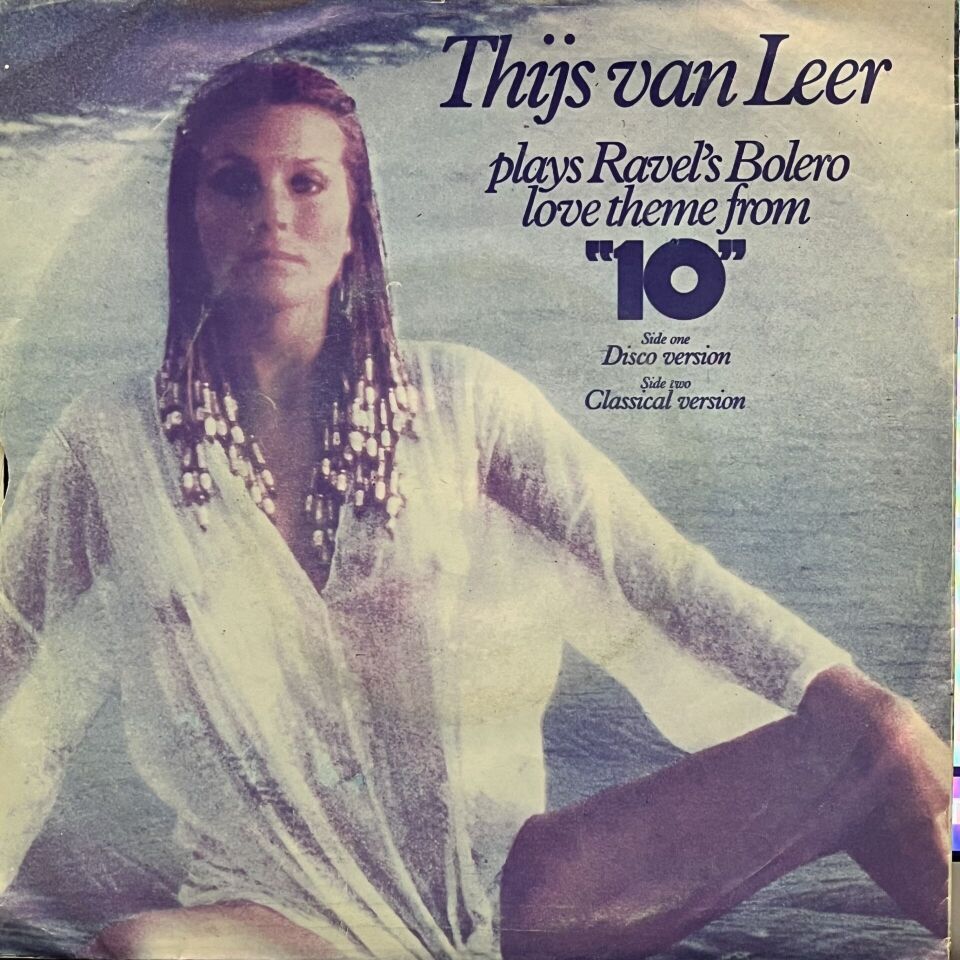 Thijs van Leer
plays Ravel's Bolero
love theme from
"10"
Side one
Disco version
Side two
Classical version